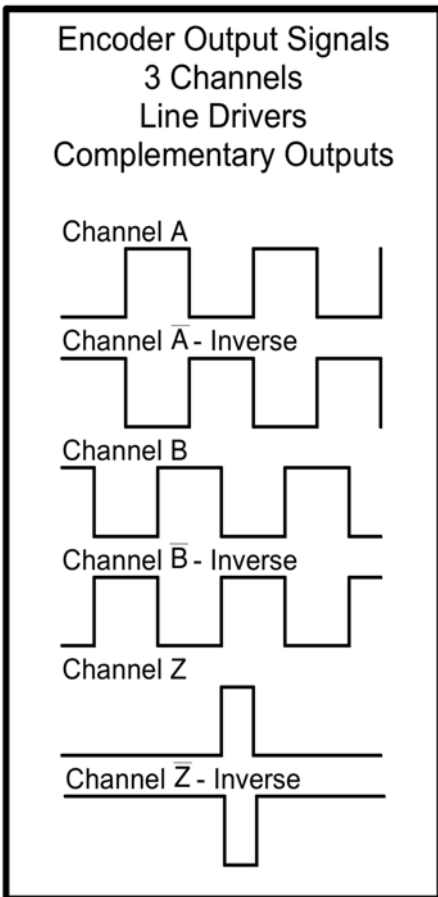 Encoder Output Signals
3 Channels
Line Drivers
Complementary Outputs
Channel A
Channel A̅ - Inverse
Channel B
Channel B̅ - Inverse
Channel Z
Channel Z̅ - Inverse